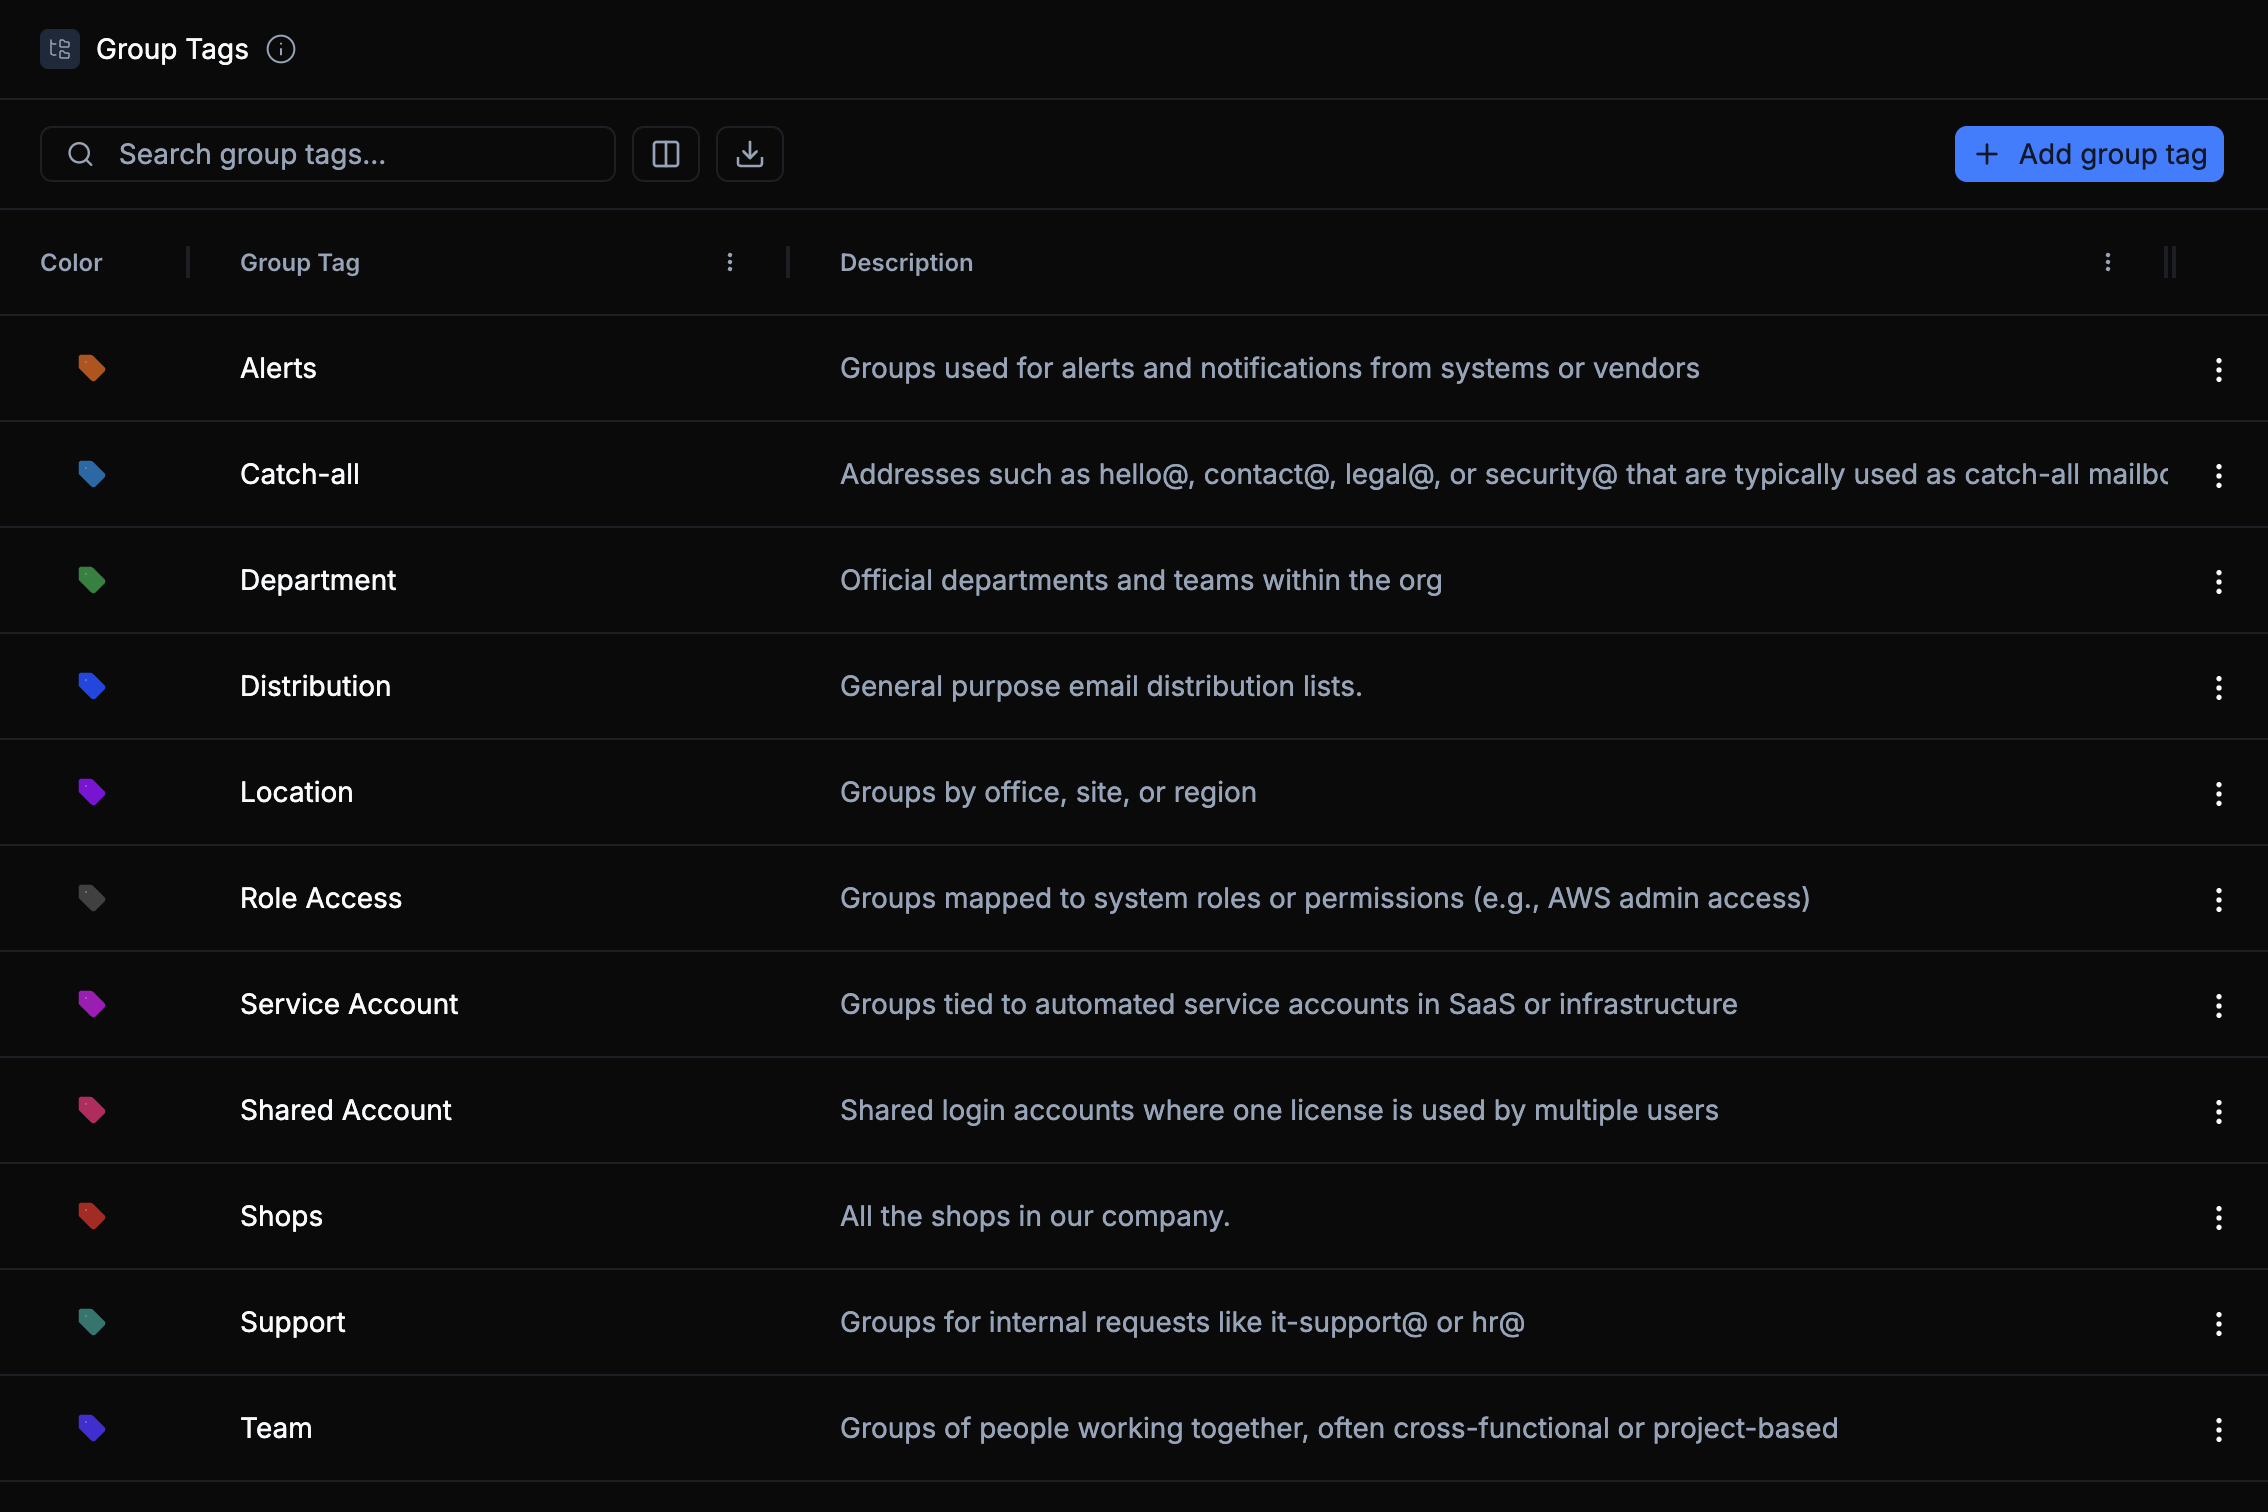 Group Tags
Search group tags...
Add group tag
Color Group Tag Description
Alerts Groups used for alerts and notifications from systems or vendors
Catch-all Addresses such as hello@, contact@, legal@, or security@ that are typically used as catch-all mailbo
Department Official departments and teams within the org
Distribution General purpose email distribution lists.
Location Groups by office, site, or region
Role Access Groups mapped to system roles or permissions (e.g., AWS admin access)
Service Account Groups tied to automated service accounts in SaaS or infrastructure
Shared Account Shared login accounts where one license is used by multiple users
Shops All the shops in our company.
Support Groups for internal requests like it-support@ or hr@
Team Groups of people working together, often cross-functional or project-based